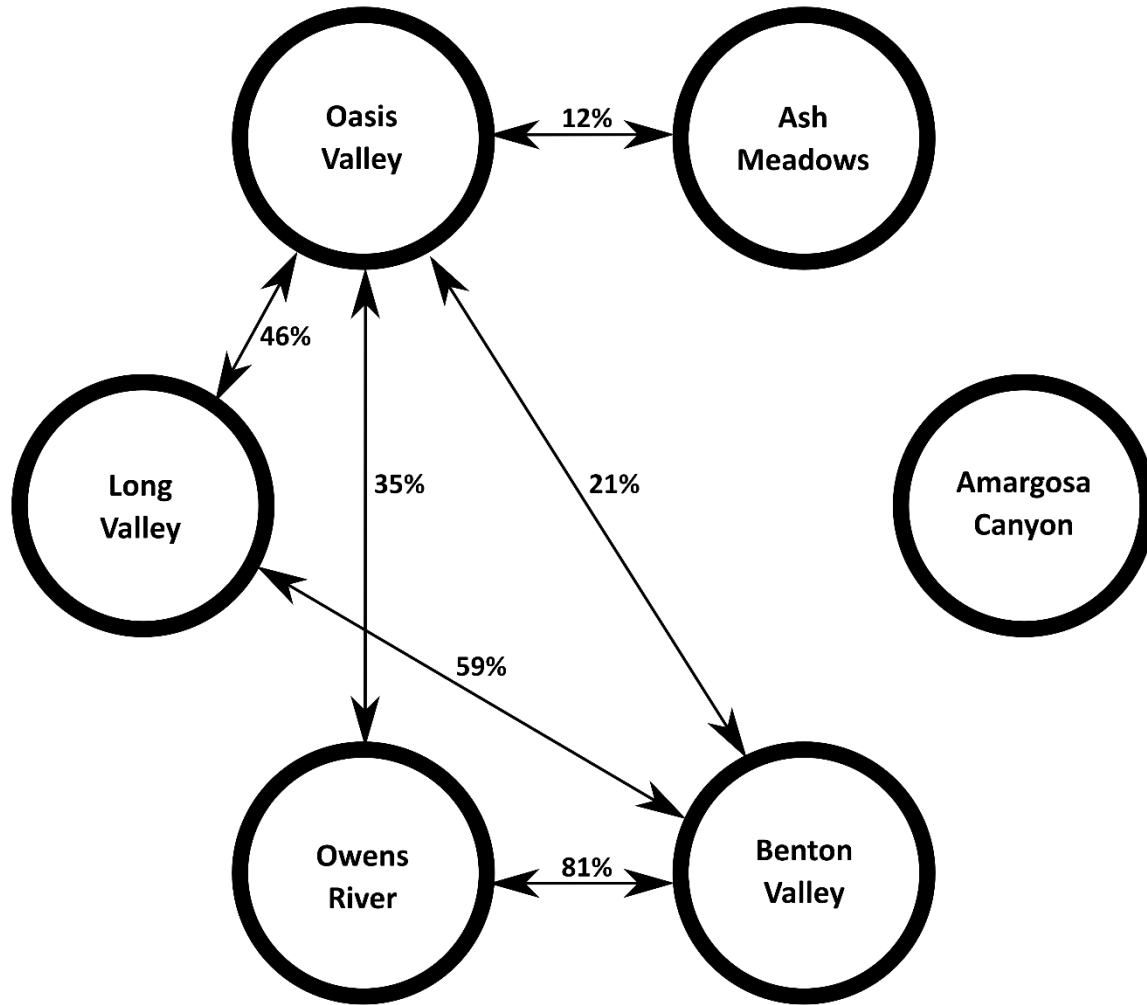 Oasis
Valley
12%
Ash
Meadows
46%
Long
Valley
35%
21%
Amargosa
Canyon
59%
Owens
River
81%
Benton
Valley